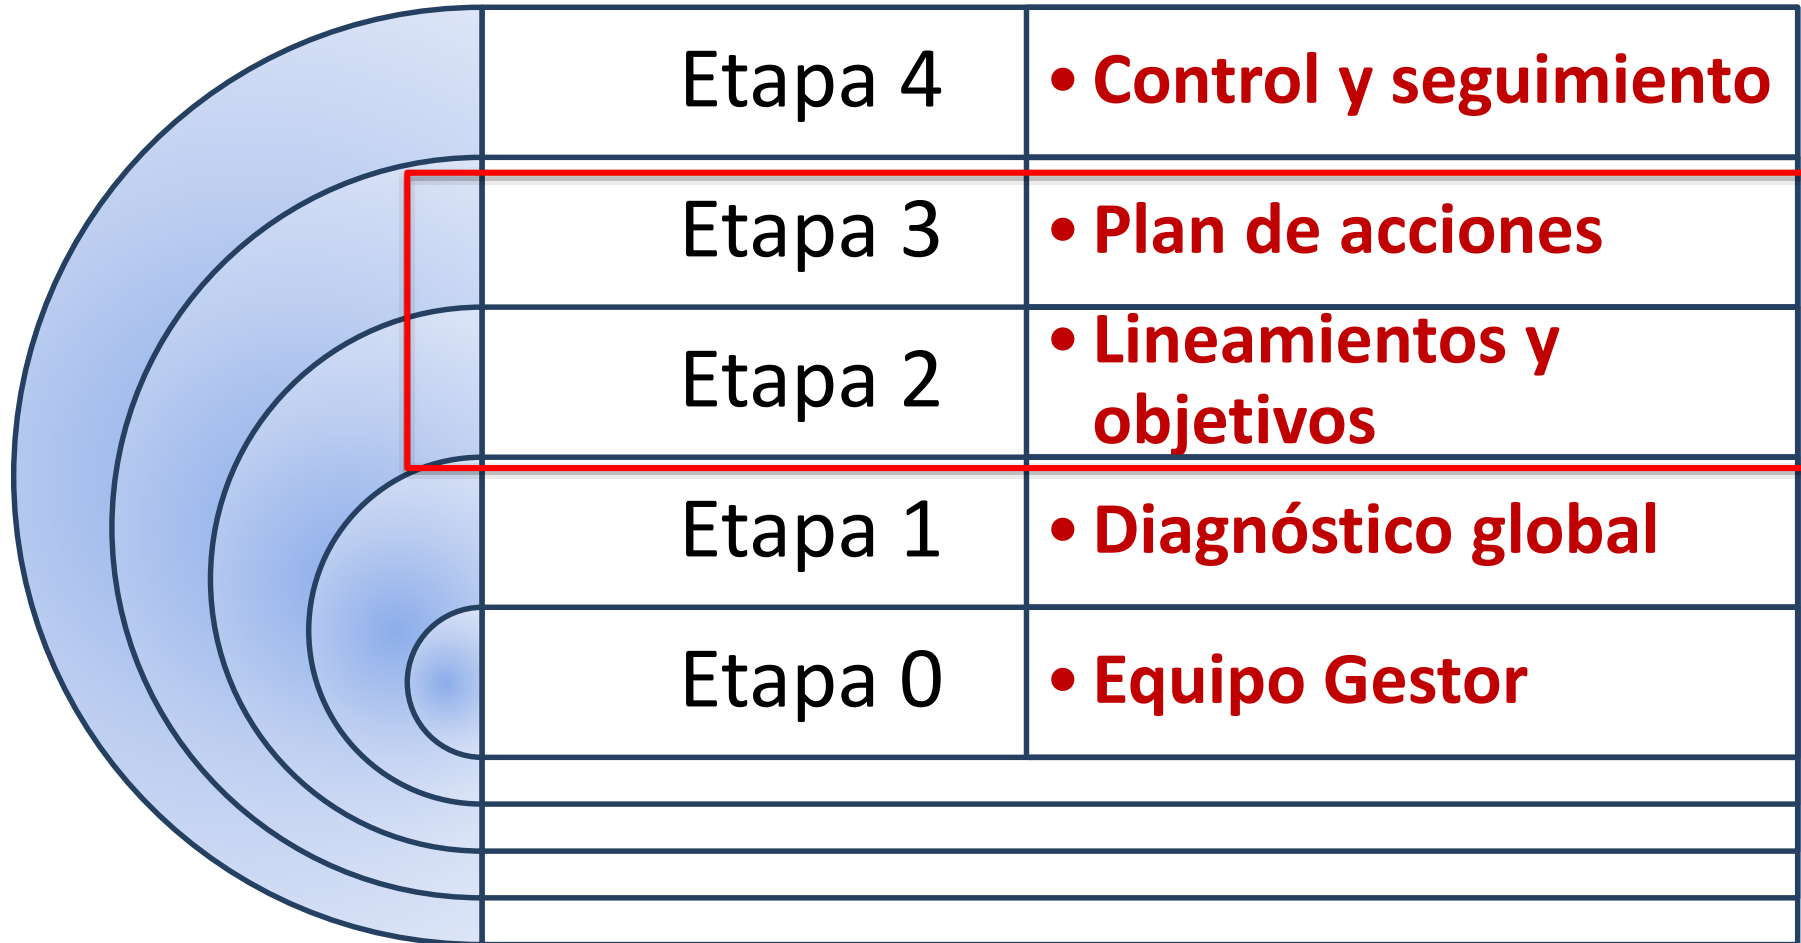 Etapa 4
• Control y seguimiento
Etapa 3
• Plan de acciones
Etapa 2
• Lineamientos y
objetivos
Etapa 1
• Diagnóstico global
Etapa 0
• Equipo Gestor